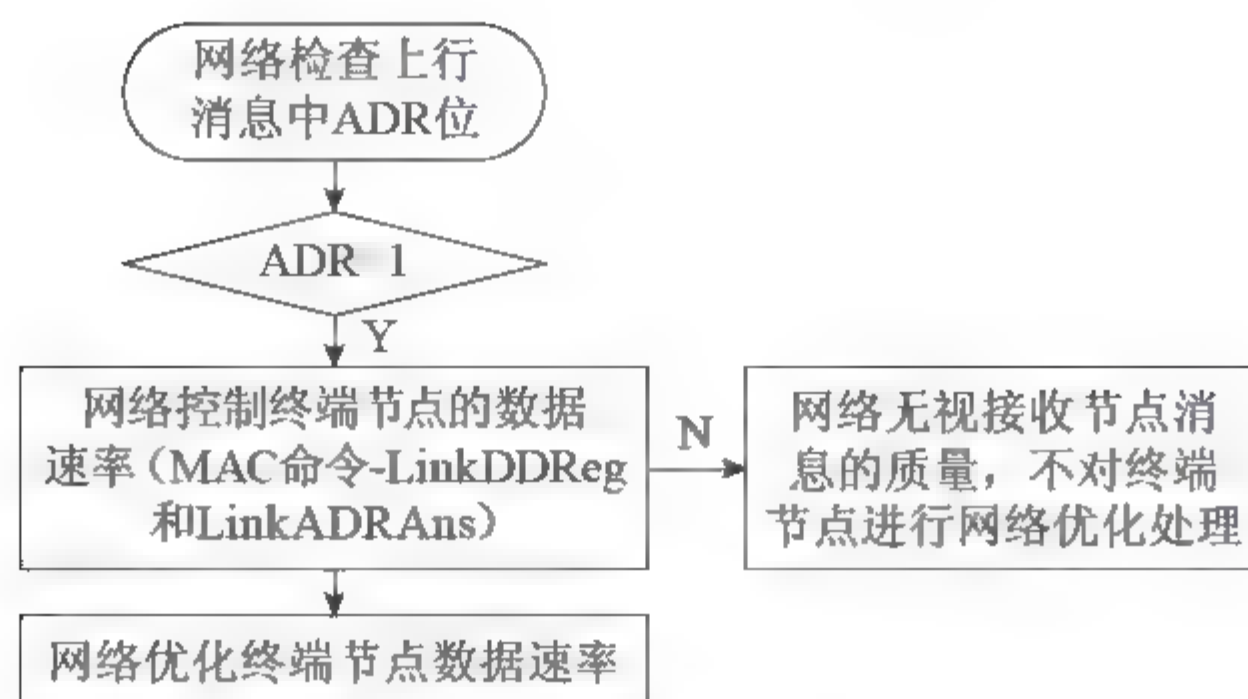 网络检查上行
消息中ADR位
ADR 1
Y
网络控制终端节点的数据
速率(MAC命令-LinkDDReg
和LinkADRAns)
N
网络无视接收节点消
息的质量,不对终端
节点进行网络优化处理
网络优化终端节点数据速率